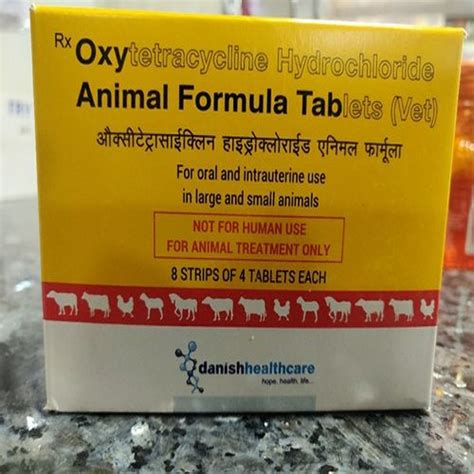 Rx Oxytetracycline Hydrochloride
Animal Formula Tablets (Vet)
औक्सीटेट्रासाईक्लिन हाइड्रोक्लोराईड एनिमल फार्मूला
For oral and intrauterine use
in large and small animals
NOT FOR HUMAN USE
FOR ANIMAL TREATMENT ONLY
8 STRIPS OF 4 TABLETS EACH
danishhealthcare
hope. health. life...